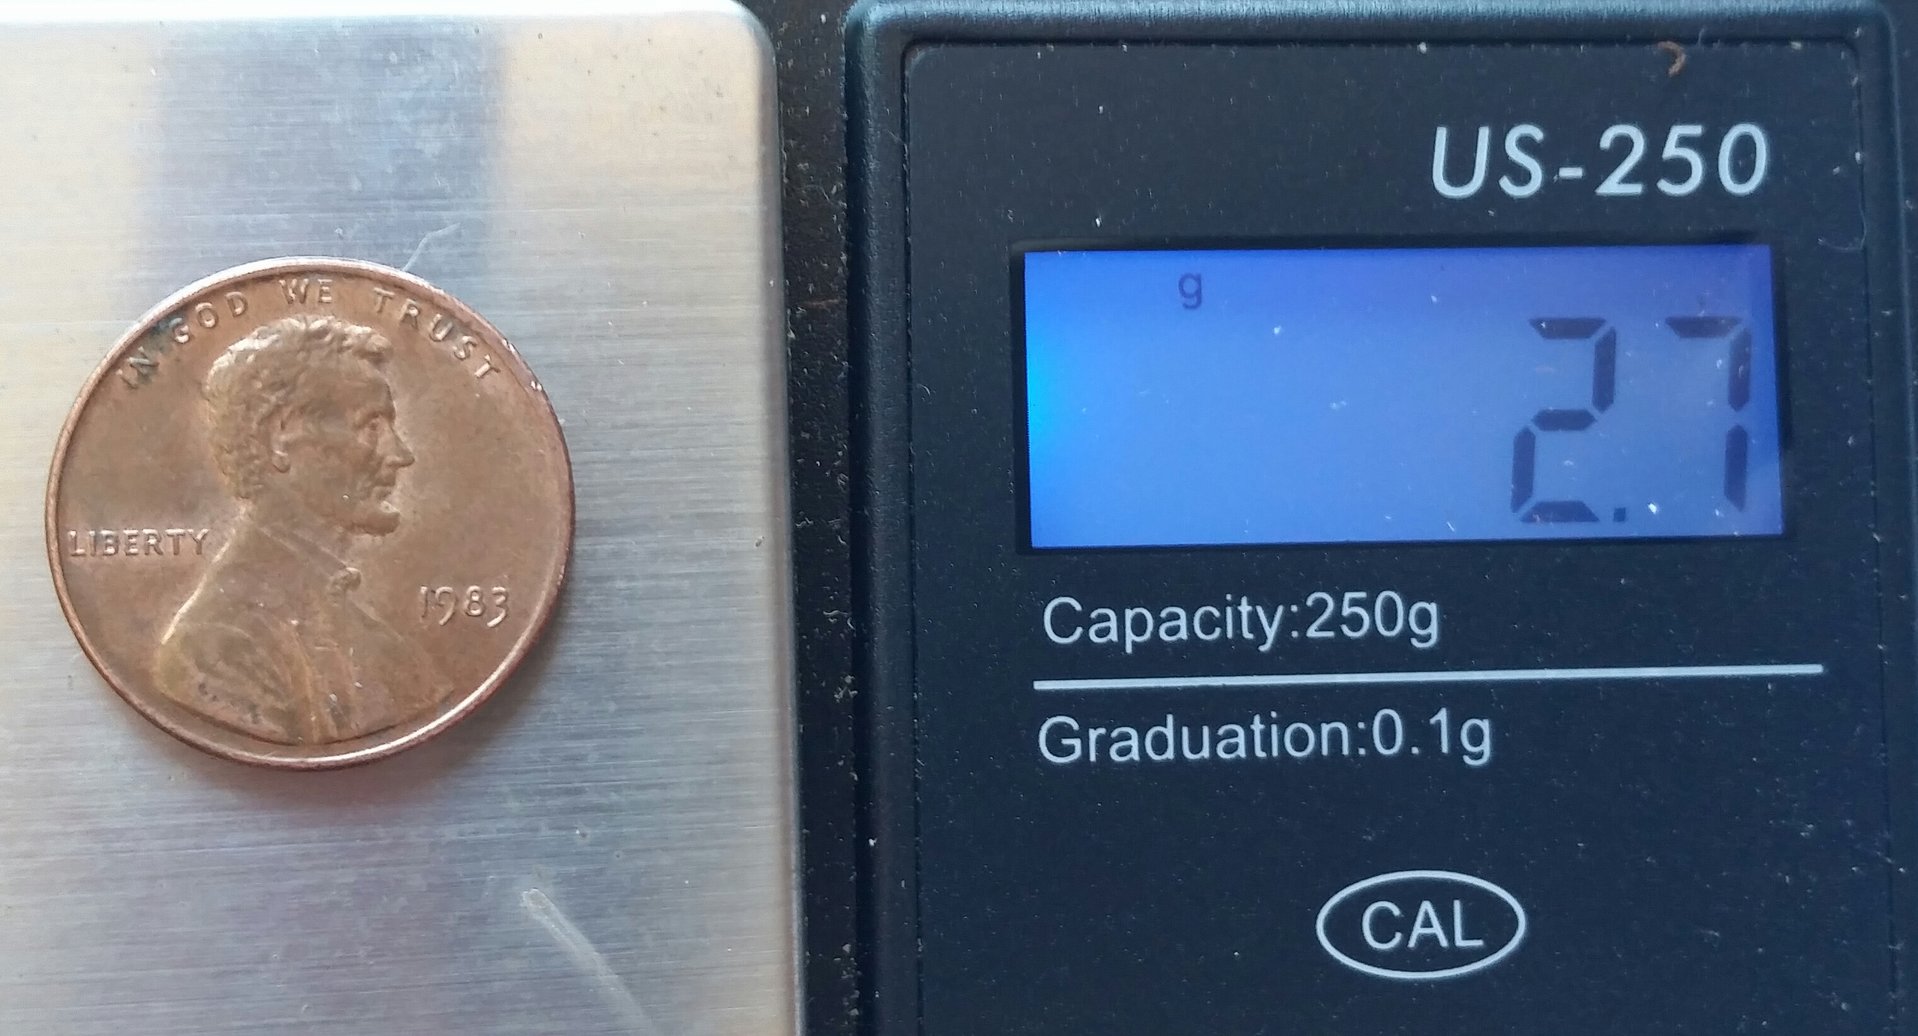 IN GOD WE TRUST
LIBERTY
1983
US-250
g
2.7
Capacity:250g
Graduation:0.1g
CAL